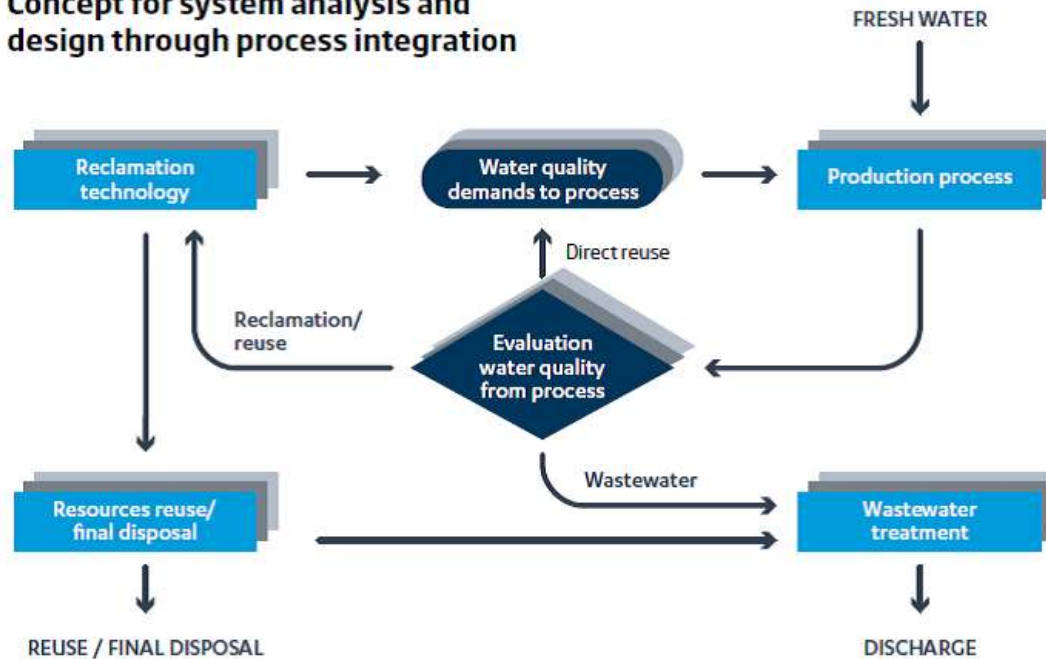 Concept for system analysis and
design through process integration
FRESH WATER
Reclamation
technology
Water quality
demands to process
Production process
Direct reuse
Reclamation/
reuse
Evaluation
water quality
from process
Wastewater
Resources reuse/
final disposal
Wastewater
treatment
REUSE / FINAL DISPOSAL
DISCHARGE